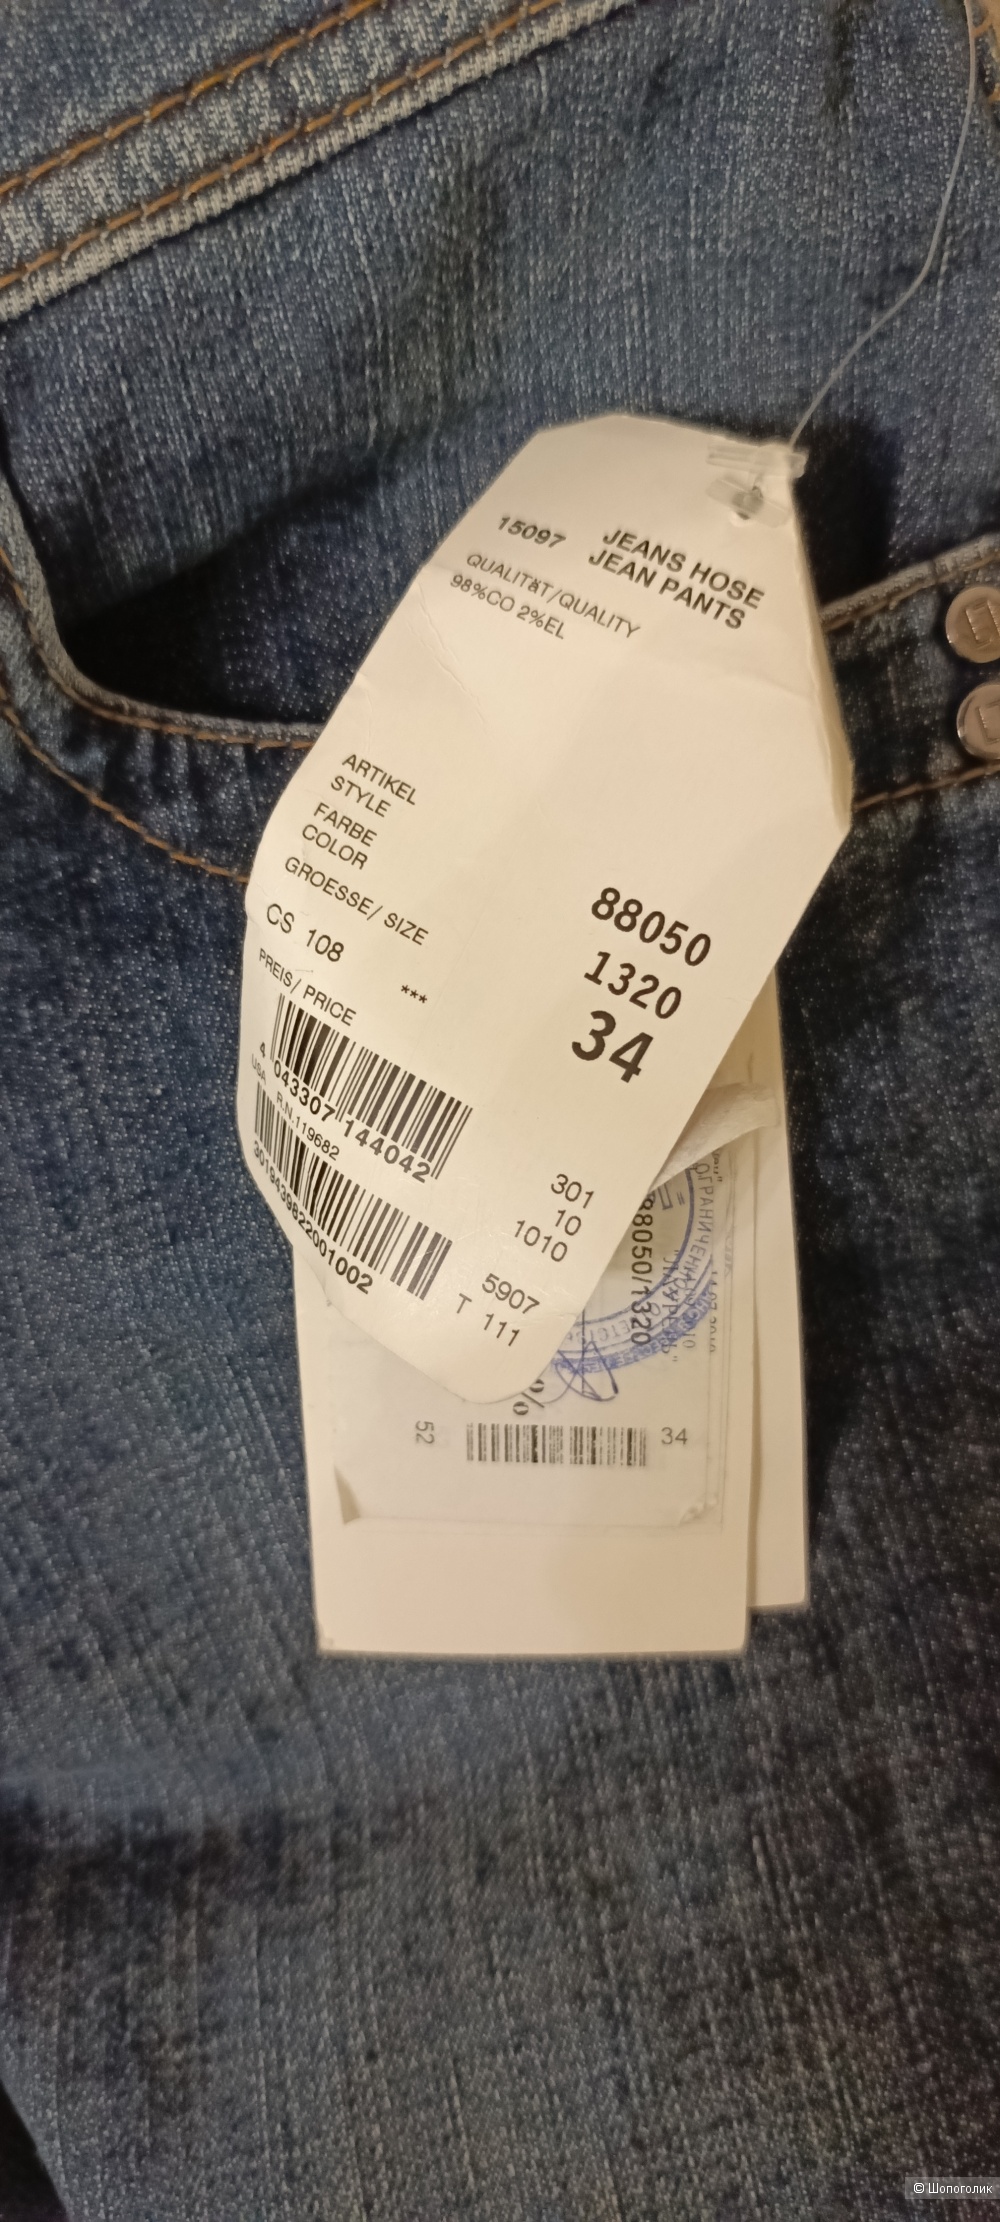 15097 JEANS HOSE
JEAN PANTS
QUALITÄT/QUALITY
98%CO 2%EL
ARTIKEL
STYLE
88050
FARBE
COLOR
1320
GROESSE/ SIZE
34
CS 108
PREIS/ PRICE
***
4 043307 144042
USA R.N.119682
301
10
1010
5907
T 111
88050/1320
%
52
34
© Шопоголик